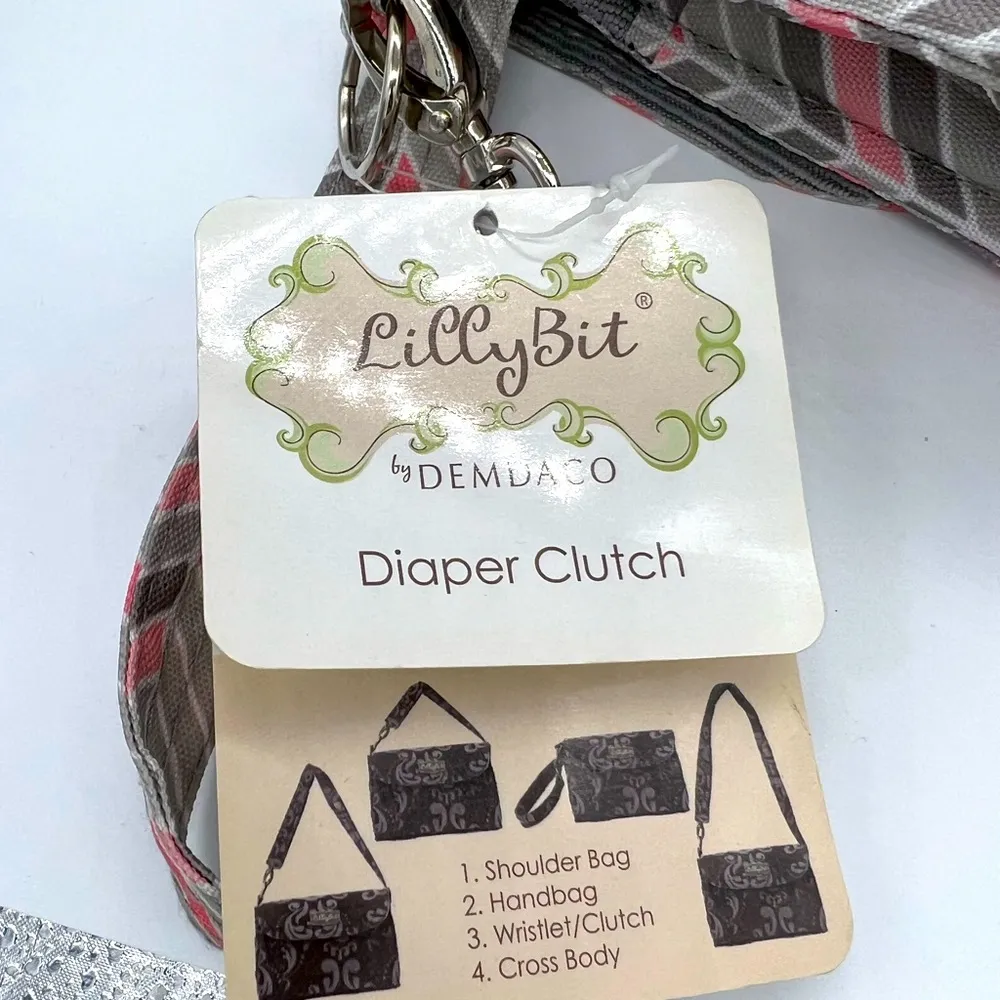 LillyBit®
by DEMDACO
Diaper Clutch
1. Shoulder Bag
2. Handbag
3. Wristlet/Clutch
4. Cross Body